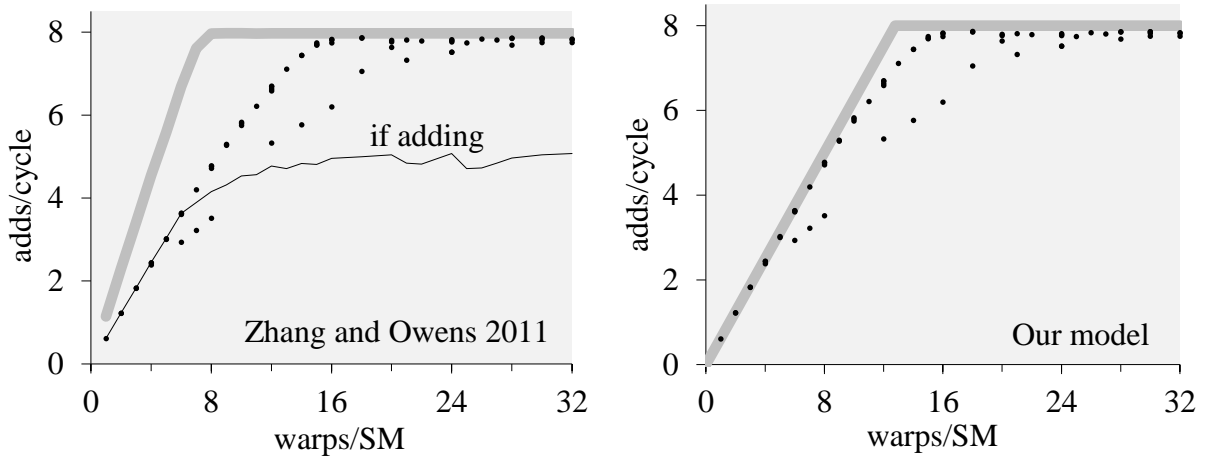 8
6
4
2
0
adds/cycle
if adding
Zhang and Owens 2011
0 8 16 24 32
warps/SM
8
6
4
2
0
adds/cycle
Our model
0 8 16 24 32
warps/SM